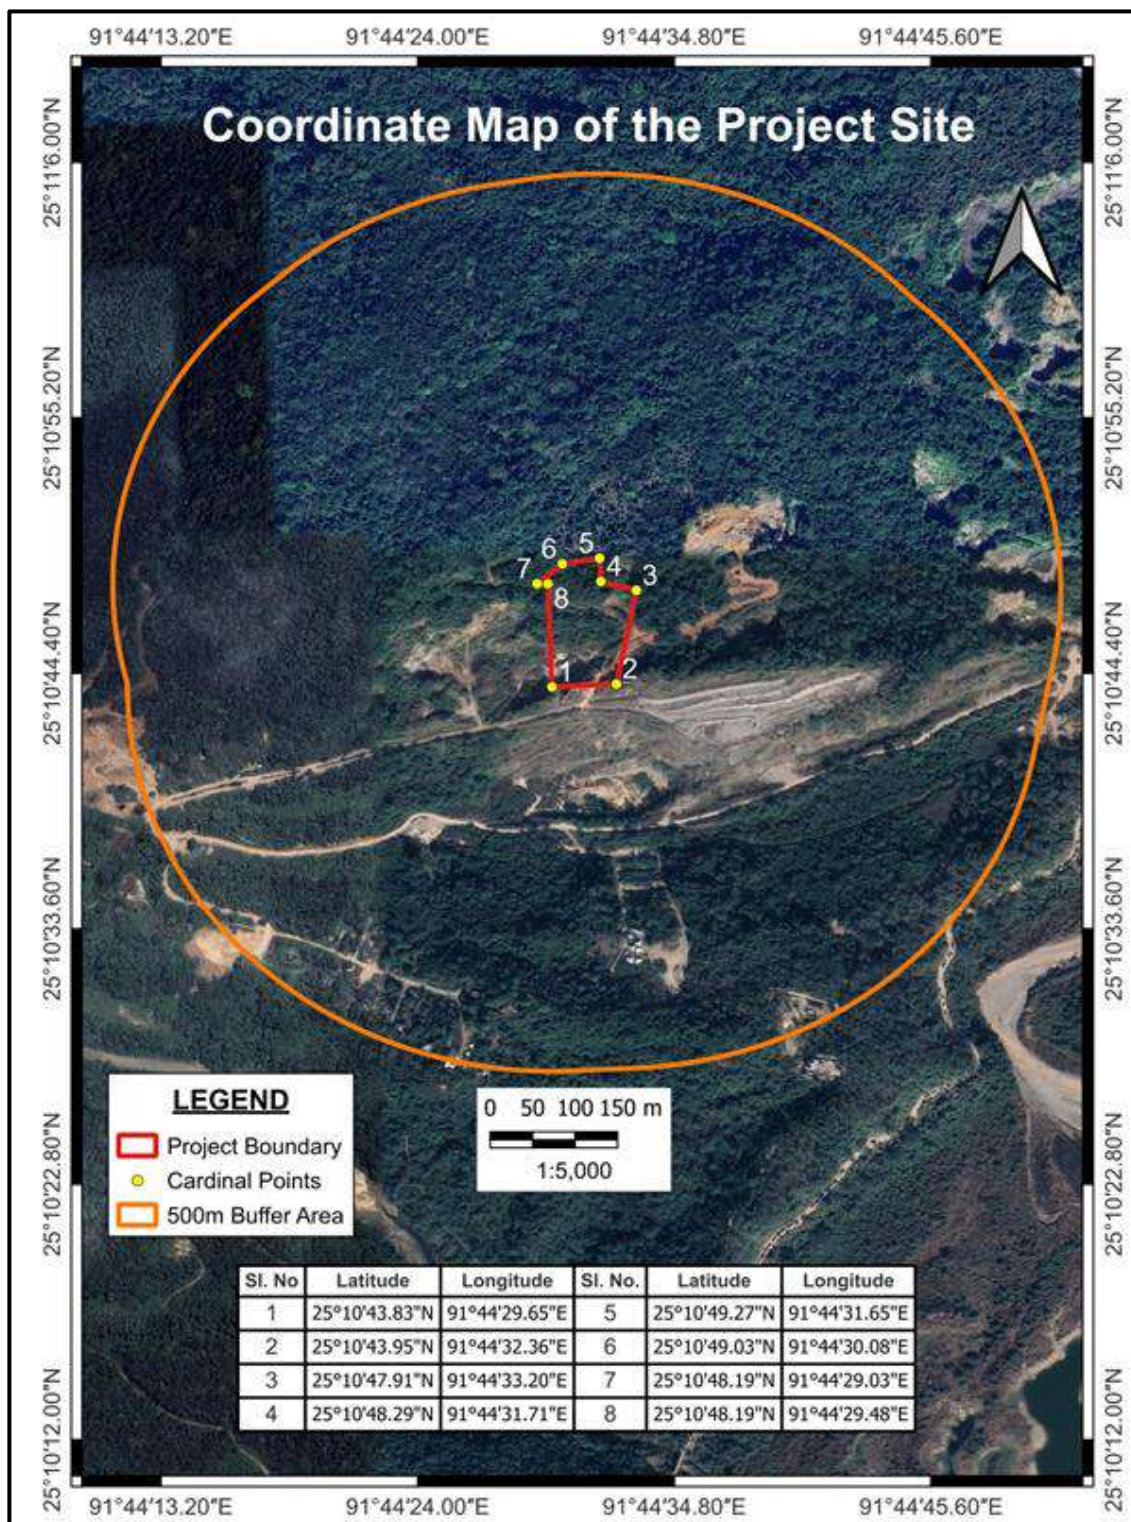 91°44'13.20"E 91°44'24.00"E 91°44'34.80"E 91°44'45.60"E
Coordinate Map of the Project Site
25°11'6.00"N 25°11'6.00"N
25°10'55.20"N 25°10'55.20"N
5
6
4
7
3
8
25°10'44.40"N 25°10'44.40"N
1
2
25°10'33.60"N 25°10'33.60"N
LEGEND
Project Boundary
Cardinal Points
500m Buffer Area
0 50 100 150 m
1:5,000
25°10'22.80"N 25°10'22.80"N
Sl. No Latitude Longitude Sl. No. Latitude Longitude
1 25°10'43.83"N 91°44'29.65"E 5 25°10'49.27"N 91°44'31.65"E
2 25°10'43.95"N 91°44'32.36"E 6 25°10'49.03"N 91°44'30.08"E
3 25°10'47.91"N 91°44'33.20"E 7 25°10'48.19"N 91°44'29.03"E
4 25°10'48.29"N 91°44'31.71"E 8 25°10'48.19"N 91°44'29.48"E
25°10'12.00"N 25°10'12.00"N
91°44'13.20"E 91°44'24.00"E 91°44'34.80"E 91°44'45.60"E